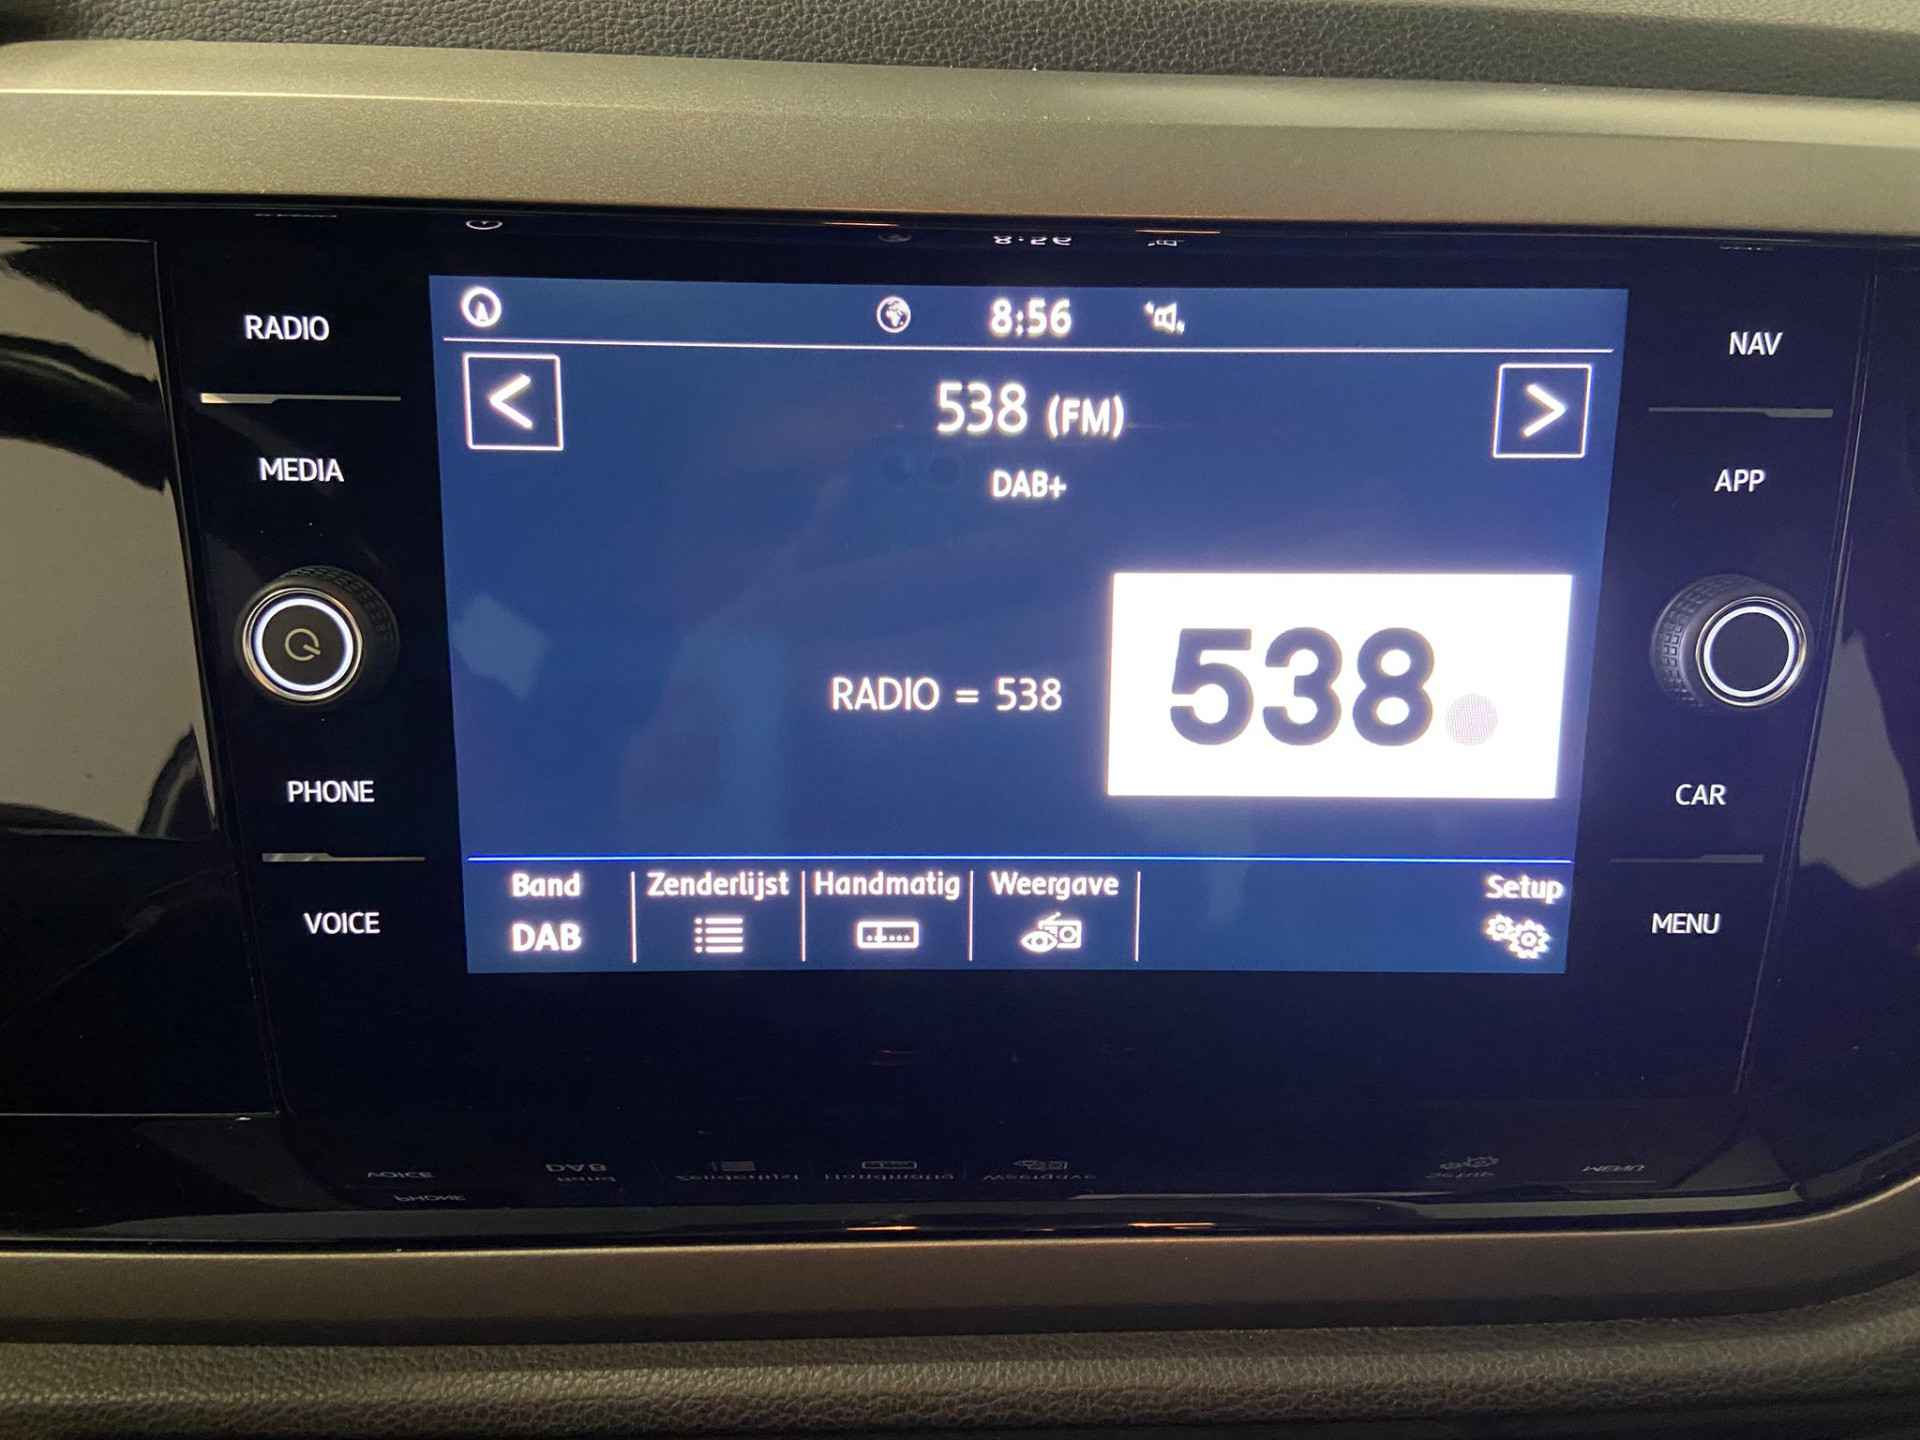 RADIO
MEDIA
PHONE
VOICE
8:56
538 (FM)
DAB+
RADIO = 538
538
Band
DAB
Zenderlijst
Handmatig
Weergave
Setup
NAV
APP
CAR
MENU